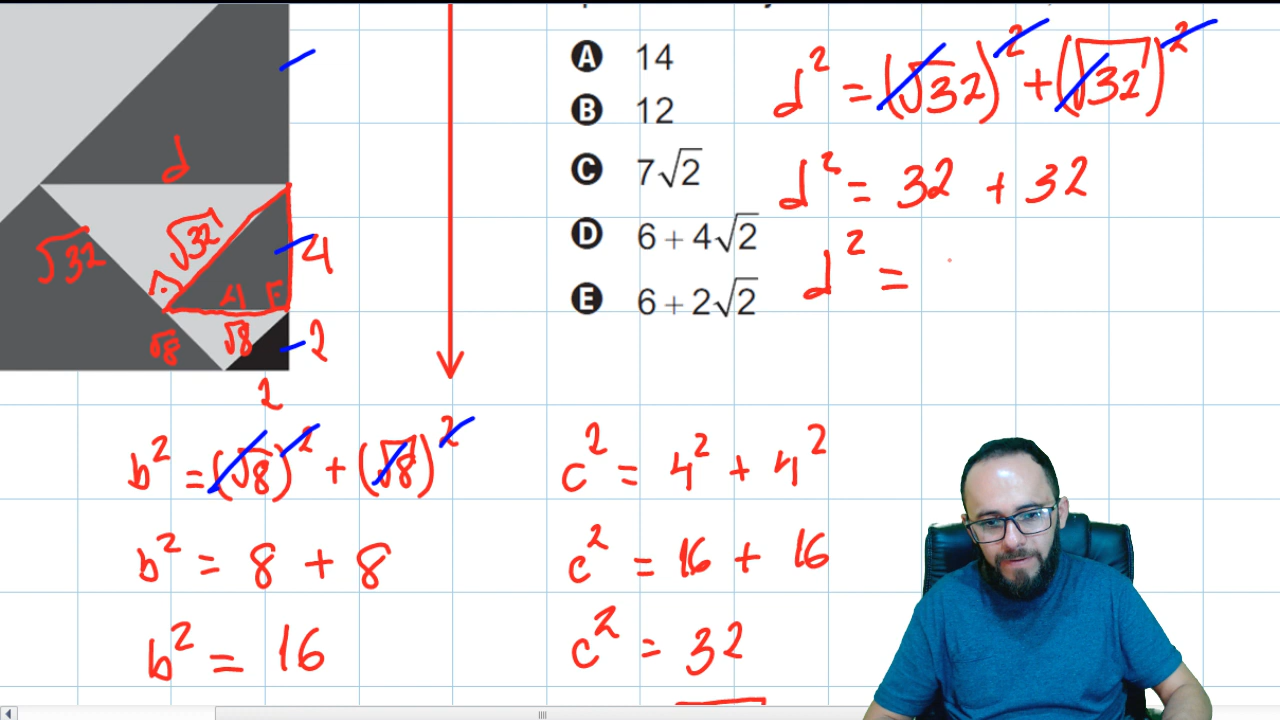 d
√32
√32
4
4
√8
√8
2
2
A 14
B 12
C 7√2
D 6 + 4√2
E 6 + 2√2
d² = (√32)² + (√32)²
d² = 32 + 32
d² =
b² = (√8)² + (√8)²
b² = 8 + 8
b² = 16
c² = 4² + 4²
c² = 16 + 16
c² = 32